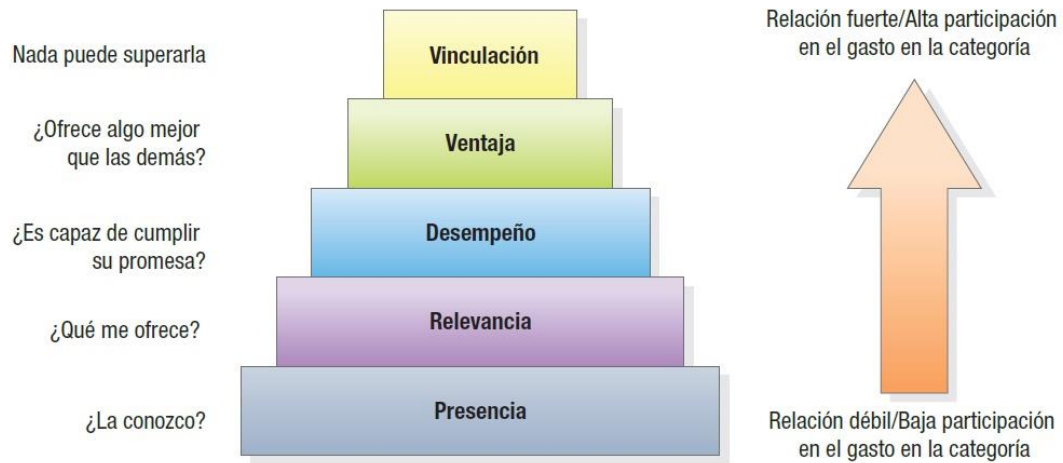 Relación fuerte/Alta participación
en el gasto en la categoría
Nada puede superarla
Vinculación
¿Ofrece algo mejor
que las demás?
Ventaja
¿Es capaz de cumplir
su promesa?
Desempeño
¿Qué me ofrece?
Relevancia
¿La conozco?
Presencia
Relación débil/Baja participación
en el gasto en la categoría